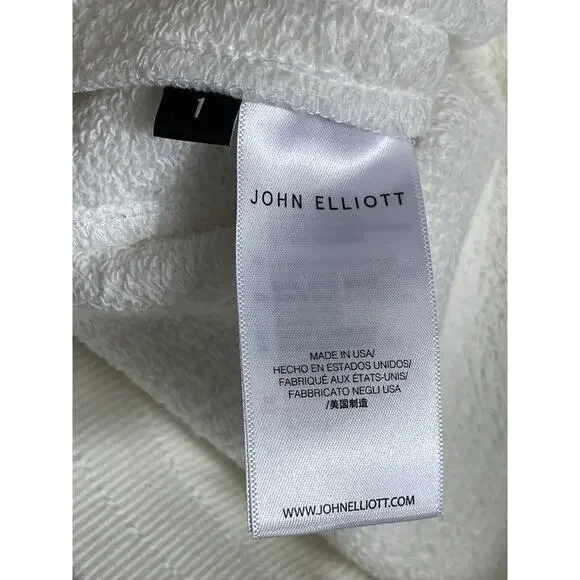 1
JOHN ELLIOTT
MADE IN USA/
HECHO EN ESTADOS UNIDOS/
FABRIQUÉ AUX ÉTATS-UNIS/
FABBRICATO NEGLI USA
/美国制造
WWW.JOHNELLIOTT.COM